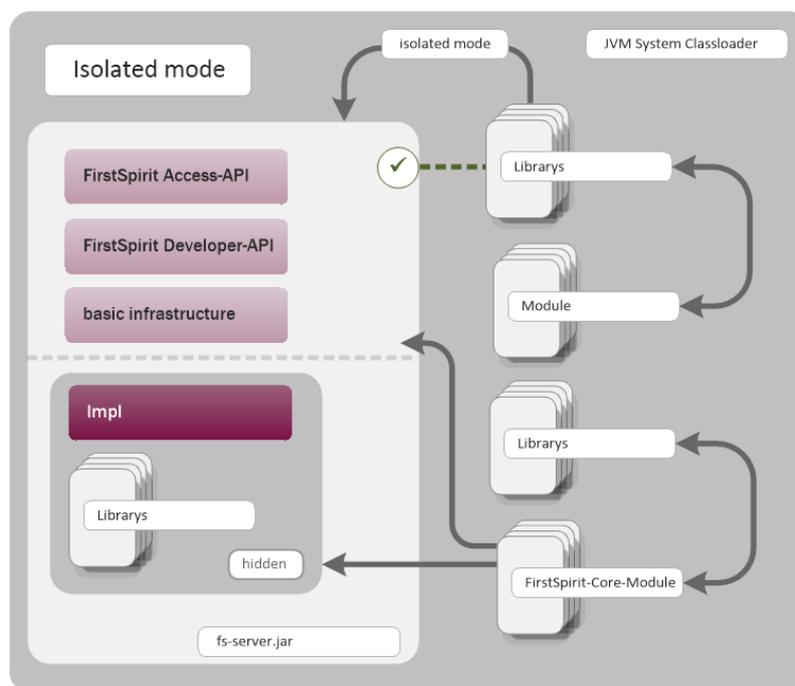 isolated mode
JVM System Classloader
Isolated mode
FirstSpirit Access-API
Librarys
FirstSpirit Developer-API
basic infrastructure
Module
Impl
Librarys
Librarys
hidden
FirstSpirit-Core-Module
fs-server.jar